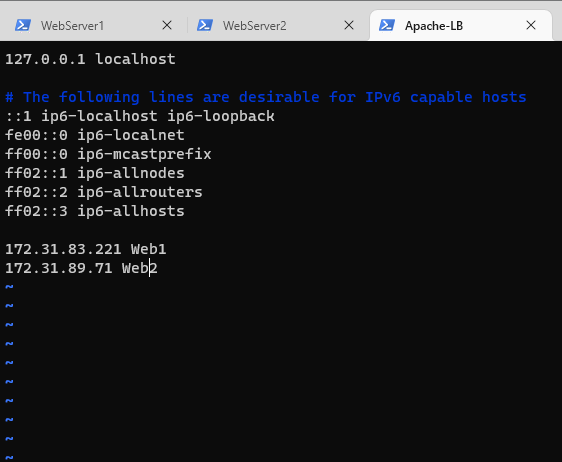 WebServer1
WebServer2
Apache-LB
127.0.0.1 localhost
# The following lines are desirable for IPv6 capable hosts
::1 ip6-localhost ip6-loopback
fe00::0 ip6-localnet
ff00::0 ip6-mcastprefix
ff02::1 ip6-allnodes
ff02::2 ip6-allrouters
ff02::3 ip6-allhosts
172.31.83.221 Web1
172.31.89.71 Web2
~
~
~
~
~
~
~
~
~
~